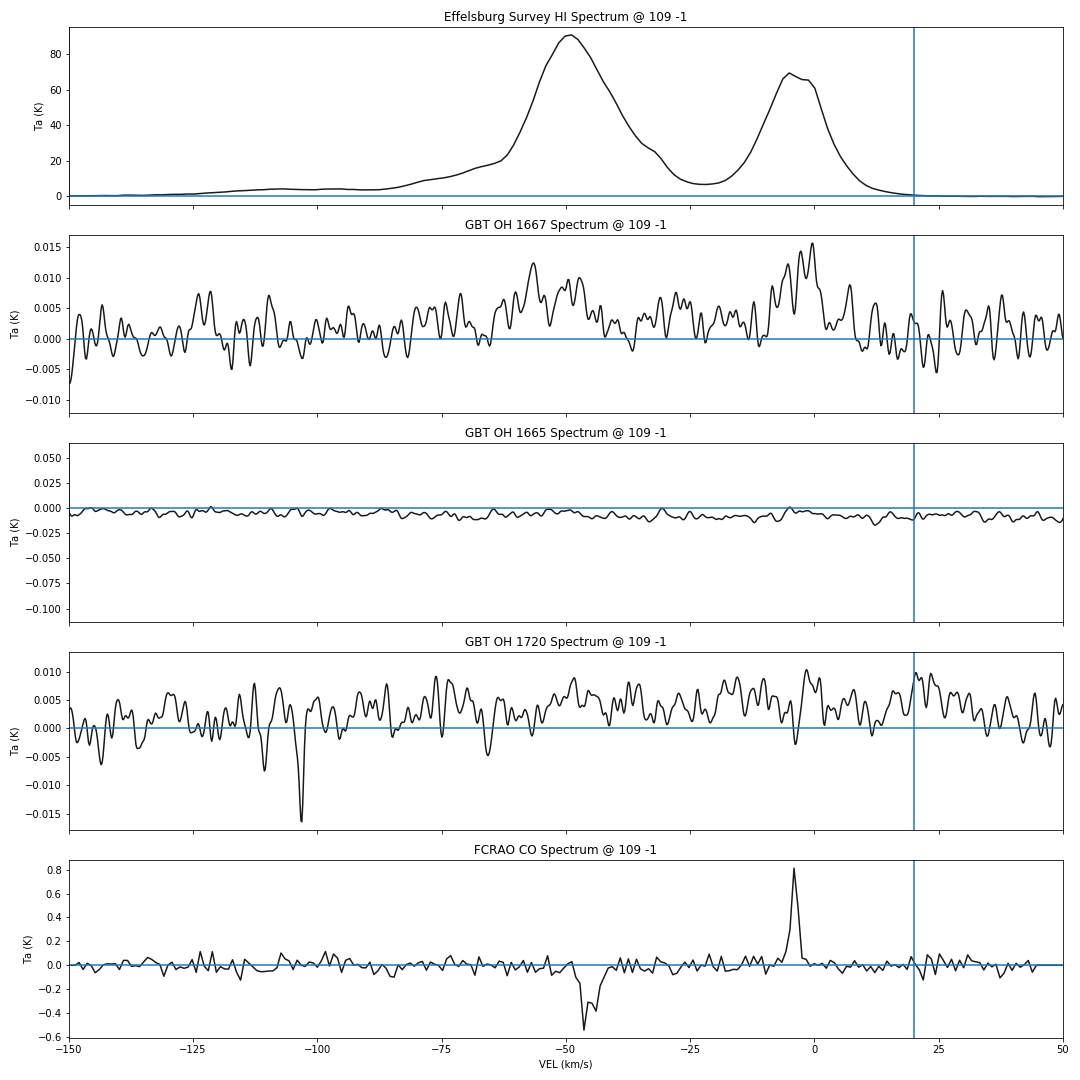 Effelsburg Survey HI Spectrum @ 109 -1
Ta (K)
80
60
40
20
0
GBT OH 1667 Spectrum @ 109 -1
Ta (K)
0.015
0.010
0.005
0.000
−0.005
−0.010
GBT OH 1665 Spectrum @ 109 -1
Ta (K)
0.050
0.025
0.000
−0.025
−0.050
−0.075
−0.100
GBT OH 1720 Spectrum @ 109 -1
Ta (K)
0.010
0.005
0.000
−0.005
−0.010
−0.015
FCRAO CO Spectrum @ 109 -1
Ta (K)
0.8
0.6
0.4
0.2
0.0
−0.2
−0.4
−0.6
−150 −125 −100 −75 −50 −25 0 25 50
VEL (km/s)